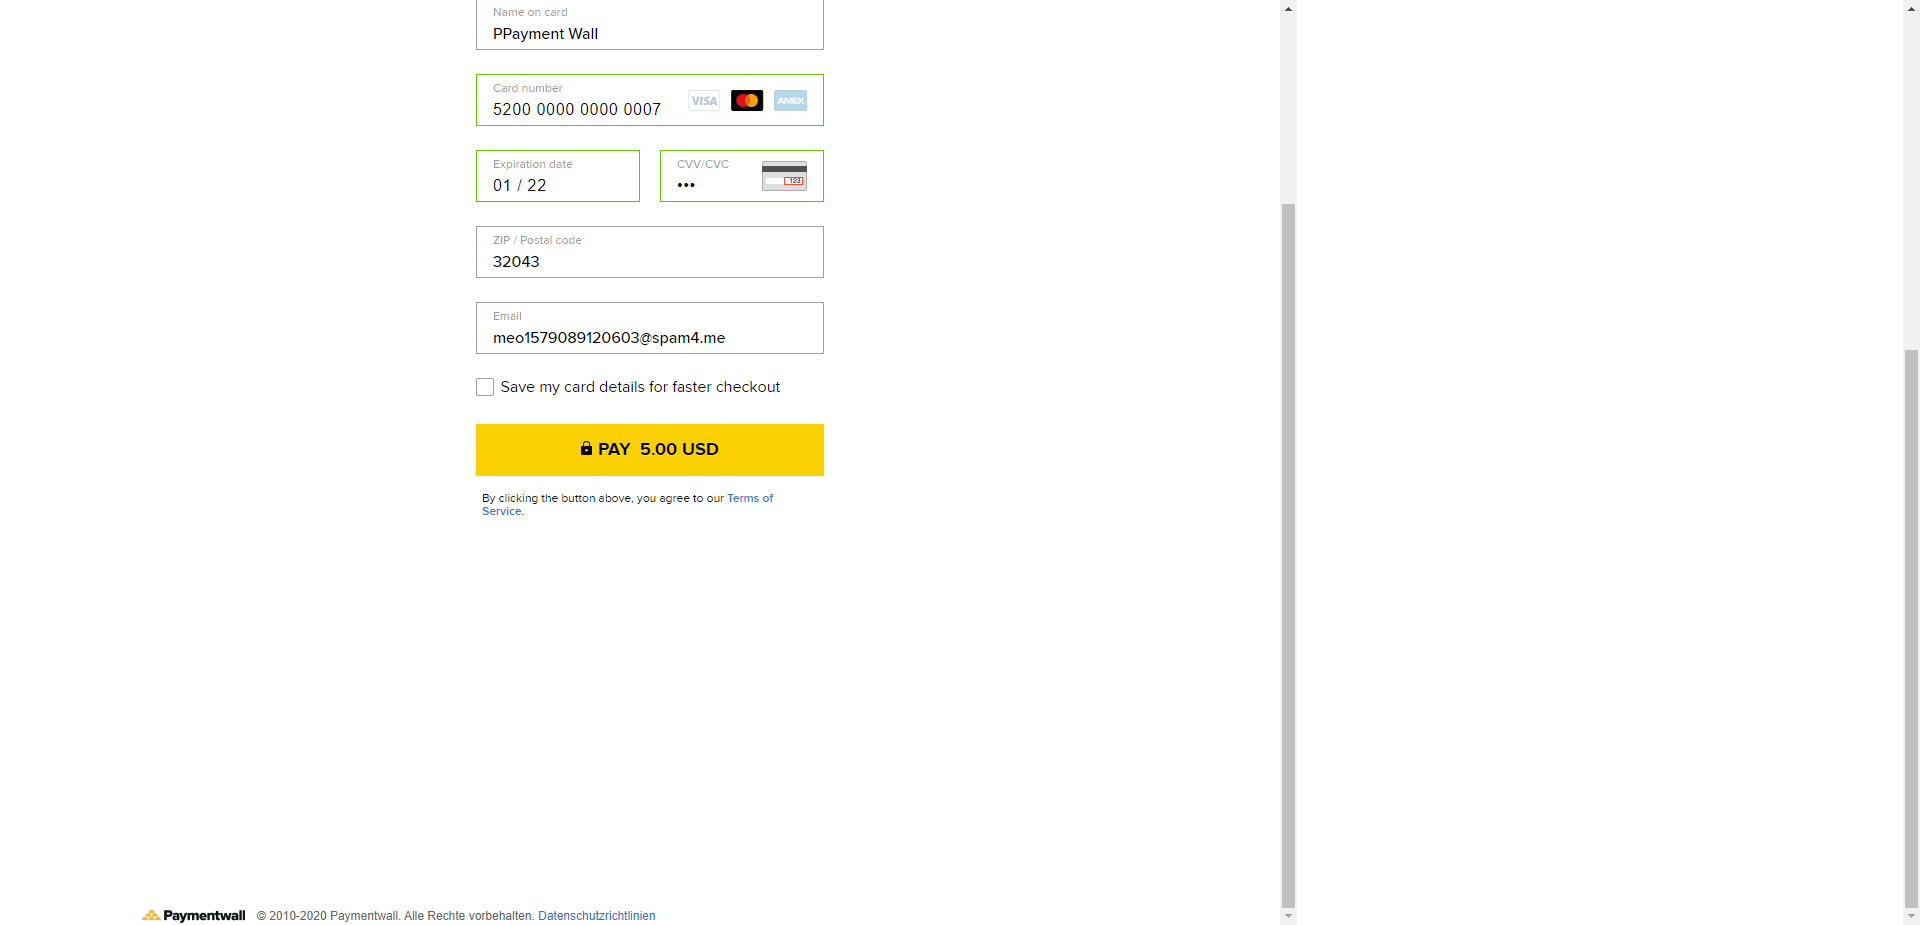 Name on card
PPayment Wall
Card number
5200 0000 0000 0007
VISA
AMEX
Expiration date
01 / 22
CVV/CVC
•••
123
ZIP / Postal code
32043
Email
meo1579089120603@spam4.me
Save my card details for faster checkout
PAY 5.00 USD
By clicking the button above, you agree to our Terms of
Service.
Paymentwall © 2010-2020 Paymentwall. Alle Rechte vorbehalten. Datenschutzrichtlinien